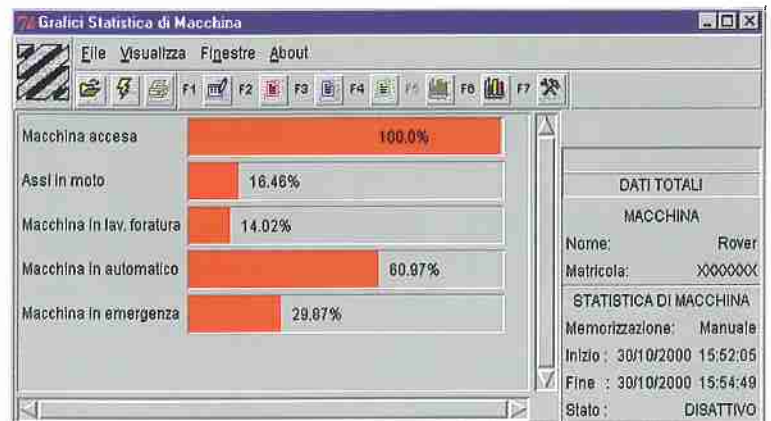 Grafici Statistica di Macchina
File Visualizza Finestre About
F1 F2 F3 F4 F5 F6 F7
Macchina accesa 100.0%
Assi in moto 16.46%
Macchina in lav. foratura 14.02%
Macchina in automatico 60.97%
Macchina in emergenza 29.87%
DATI TOTALI
MACCHINA
Nome: Rover
Matricola: XXXXXXX
STATISTICA DI MACCHINA
Memorizzazione: Manuale
Inizio : 30/10/2000 15:52:05
Fine : 30/10/2000 15:54:49
Stato : DISATTIVO